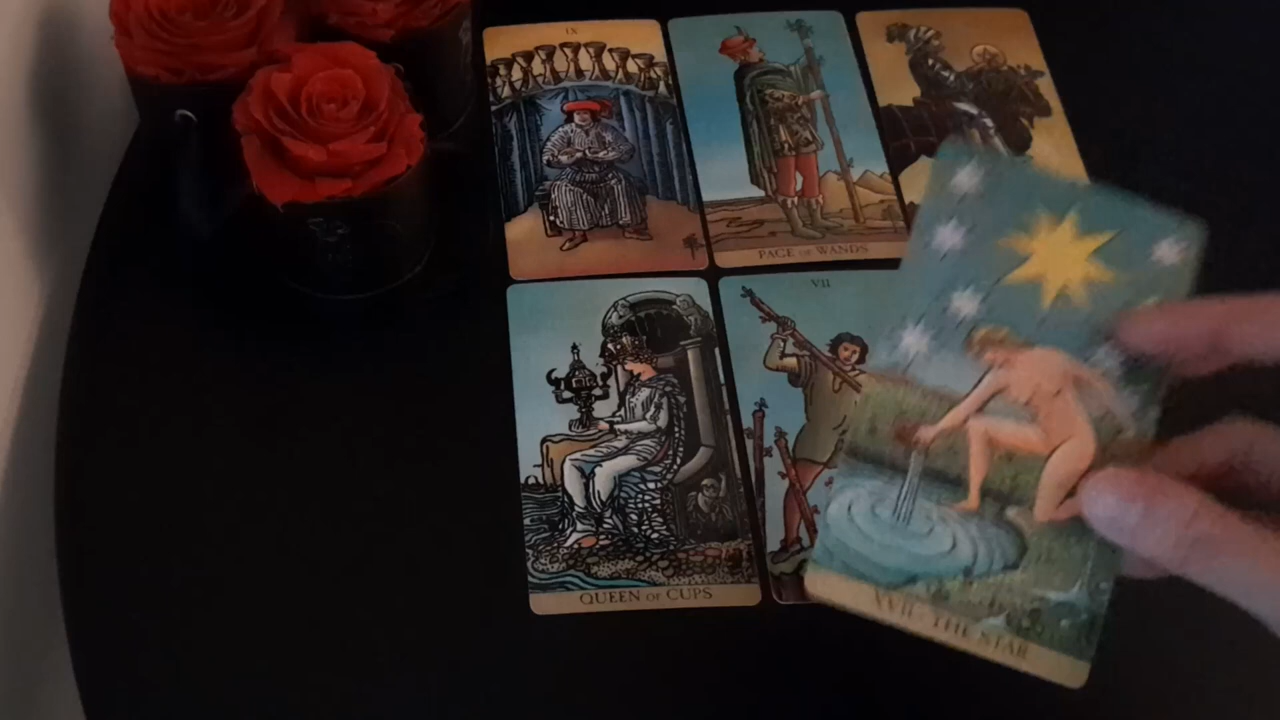 IX
PAGE OF WANDS
VII
QUEEN OF CUPS
XVII - THE STAR